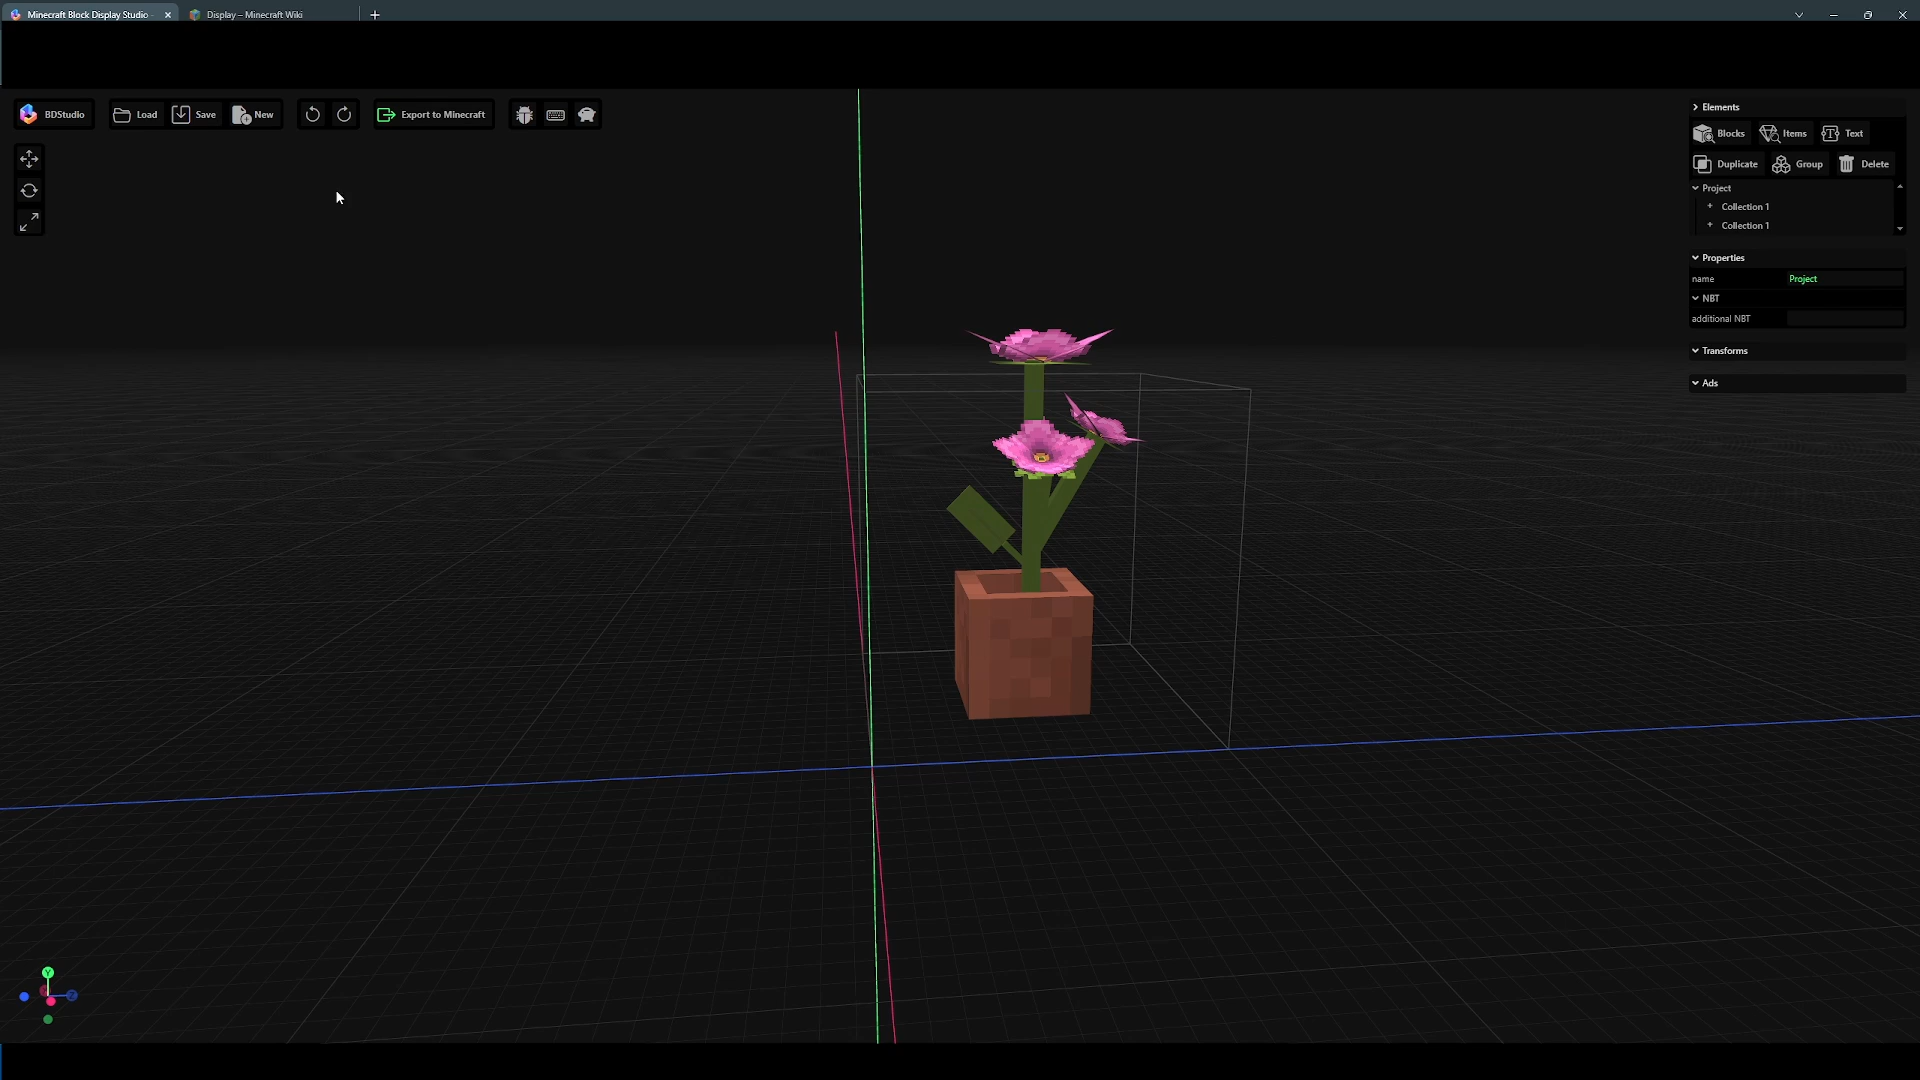 Minecraft Block Display Studio
Display – Minecraft Wiki
BDStudio
Load
Save
New
Export to Minecraft
Elements
Blocks
Items
Text
Duplicate
Group
Delete
Project
Collection 1
Collection 1
Properties
name
Project
NBT
additional NBT
Transforms
Ads
Y
Z